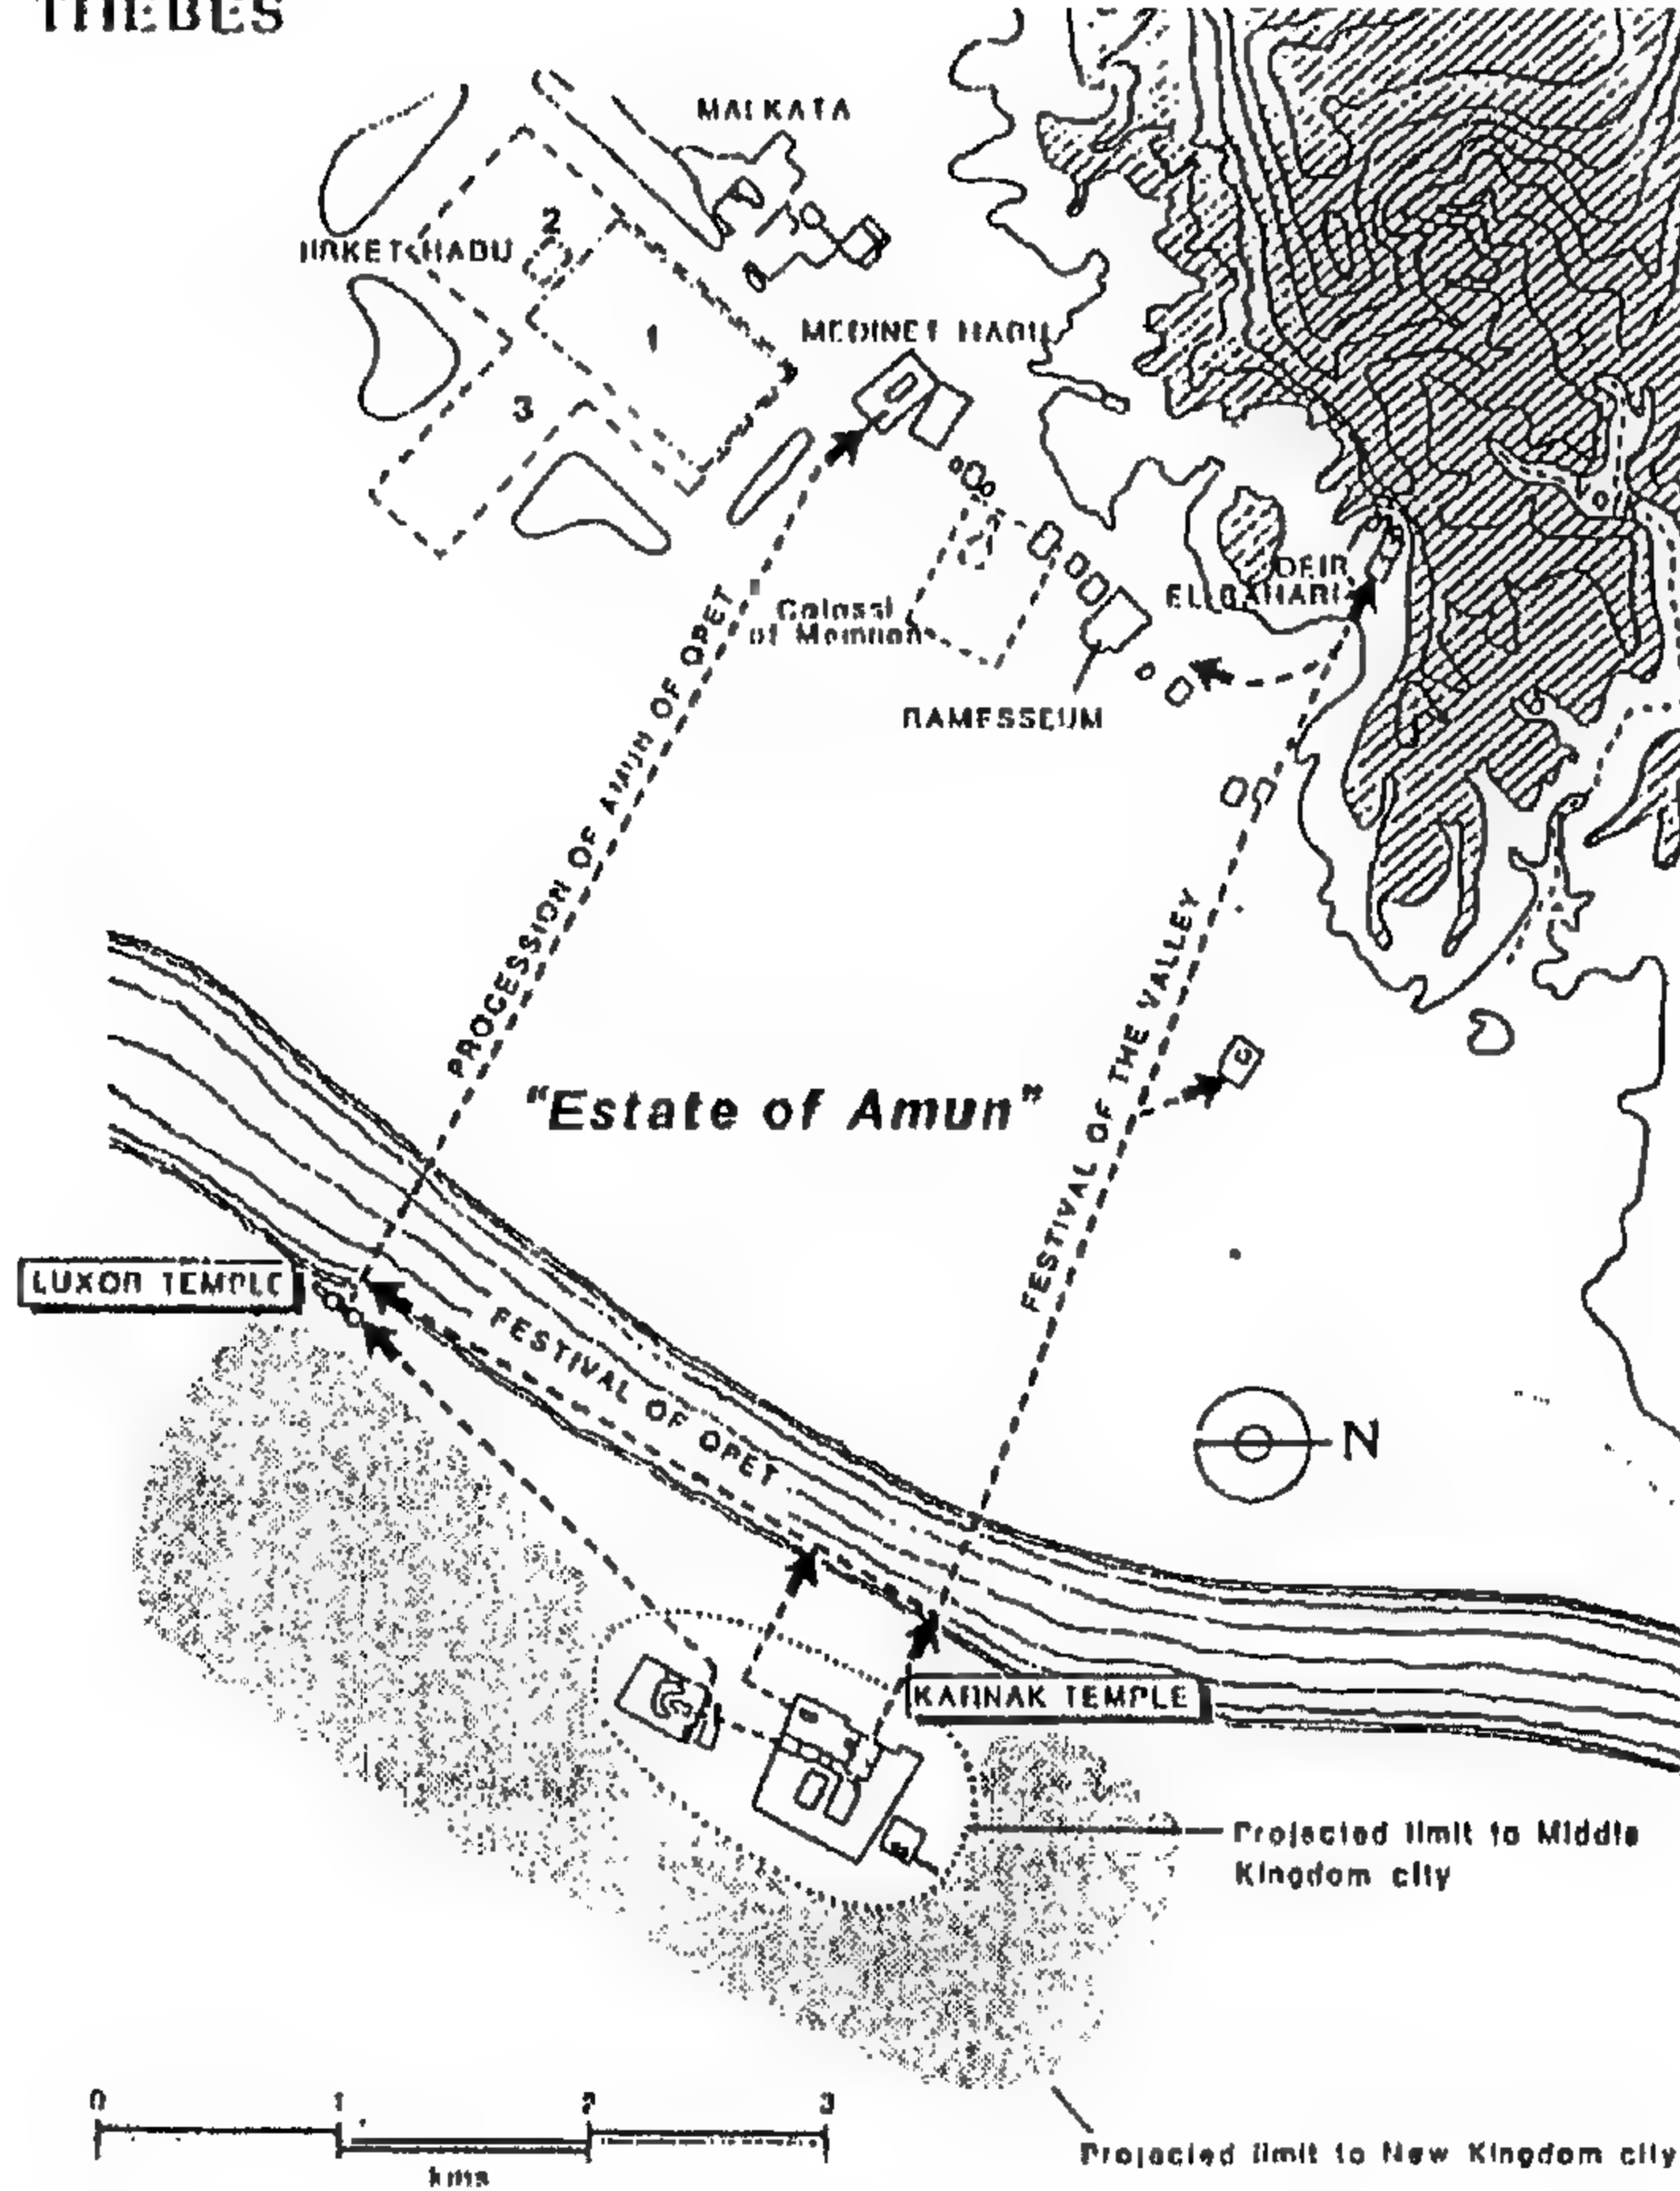 THEBES
MALKATA
2
BIRKET HABU
1
MEDINET HABU
3
DEIR
EL BAHARI
Colossi
of Memnon
RAMESSEUM
PROCESSION OF AMUN OF OPET
FESTIVAL OF THE VALLEY
"Estate of Amun"
LUXOR TEMPLE
FESTIVAL OF OPET
N
KARNAK TEMPLE
Projected limit to Middle
Kingdom city
0 1 2 3
kms
Projected limit to New Kingdom city